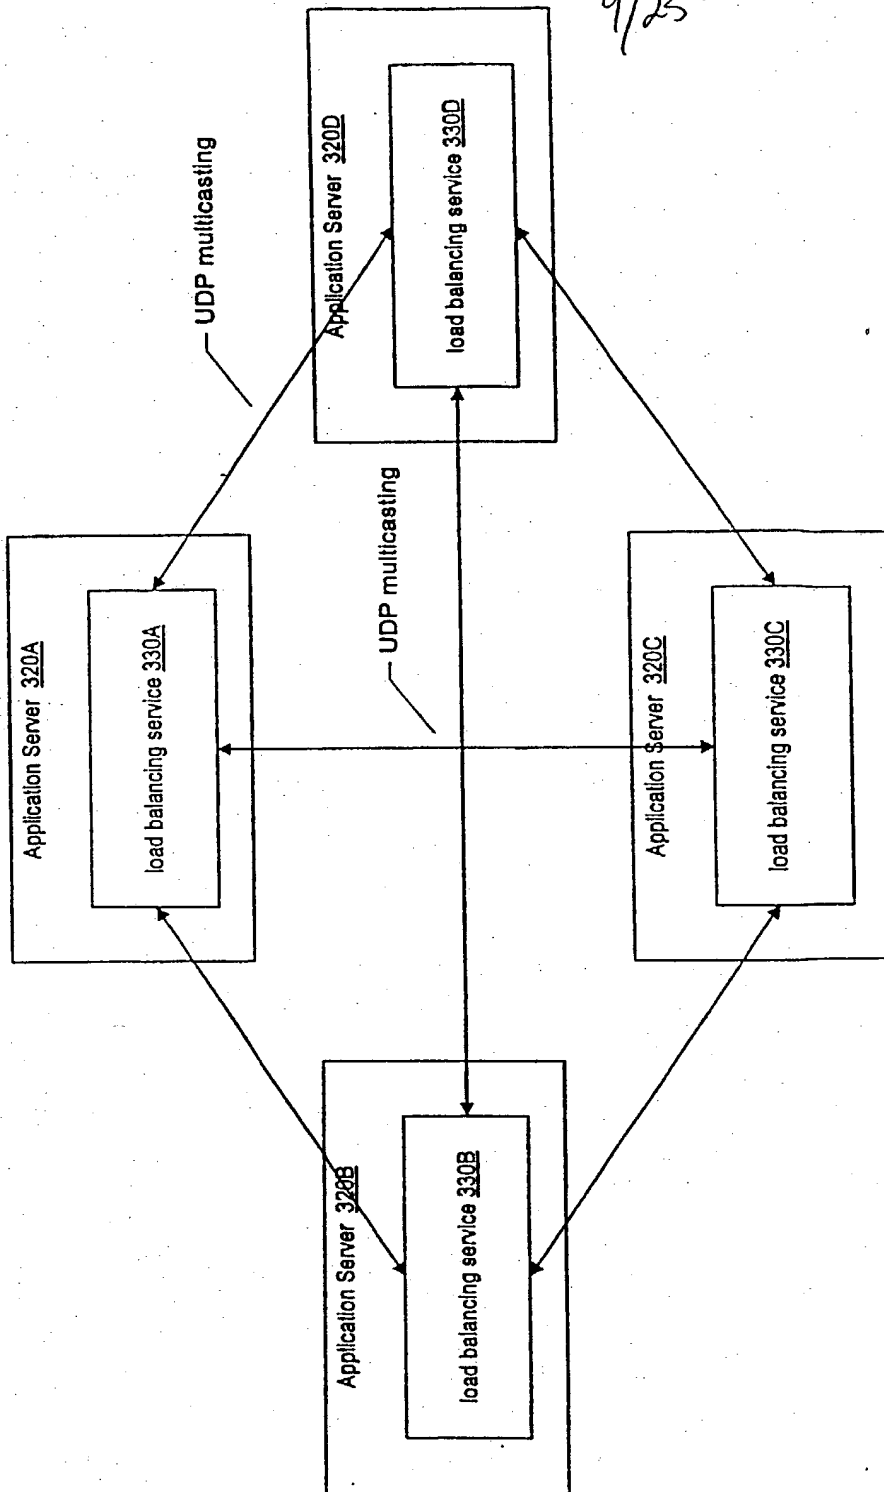 9/25
UDP multicasting
Application Server 320A
load balancing service 330A
Application Server 320D
load balancing service 330D
UDP multicasting
Application Server 320B
load balancing service 330B
Application Server 320C
load balancing service 330C